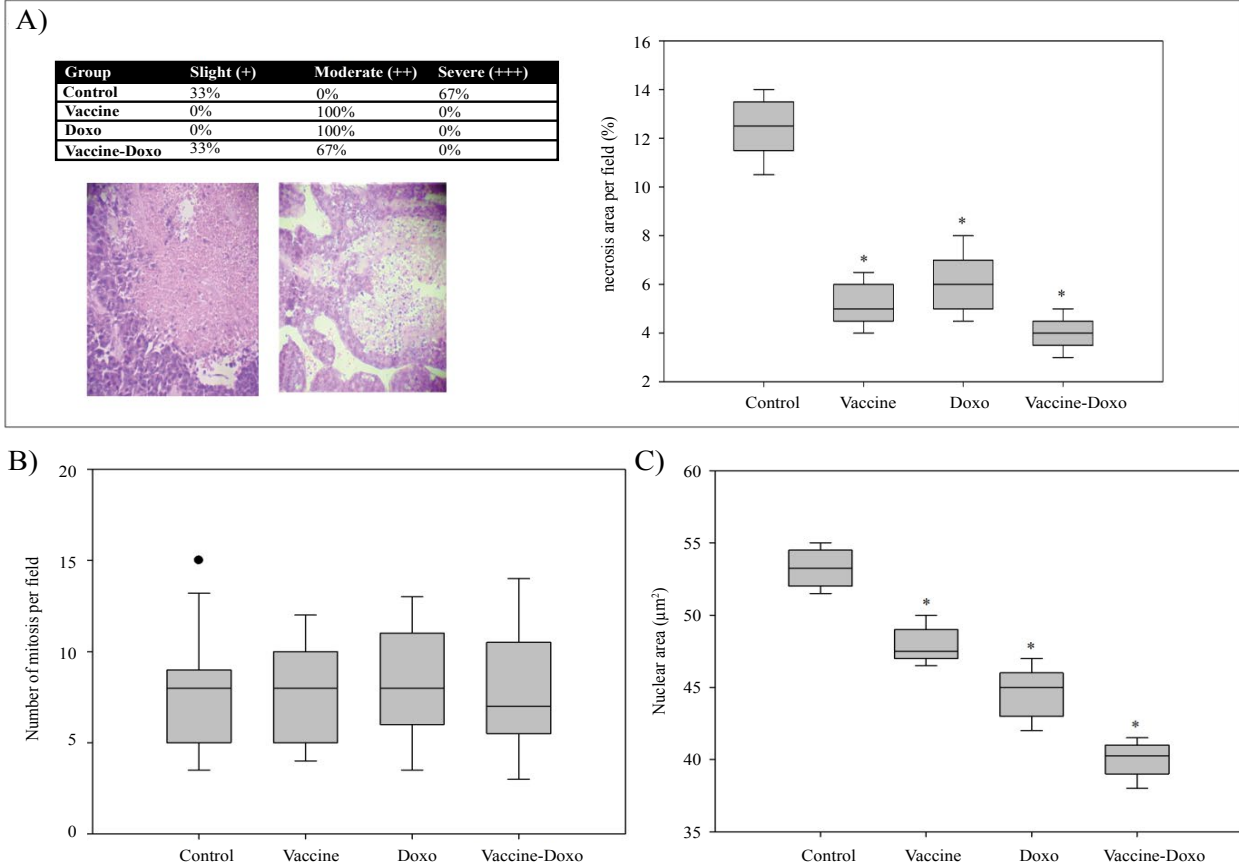 A)
Group Slight (+) Moderate (++) Severe (+++)
Control 33% 0% 67%
Vaccine 0% 100% 0%
Doxo 0% 100% 0%
Vaccine-Doxo 33% 67% 0%
necrosis area per field (%)
16
14
12
10
8
6
4
2
*
*
*
Control Vaccine Doxo Vaccine-Doxo
B)
Number of mitosis per field
20
15
10
5
0
Control Vaccine Doxo Vaccine-Doxo
C)
Nuclear area (µm²)
60
55
50
45
40
35
*
*
*
Control Vaccine Doxo Vaccine-Doxo